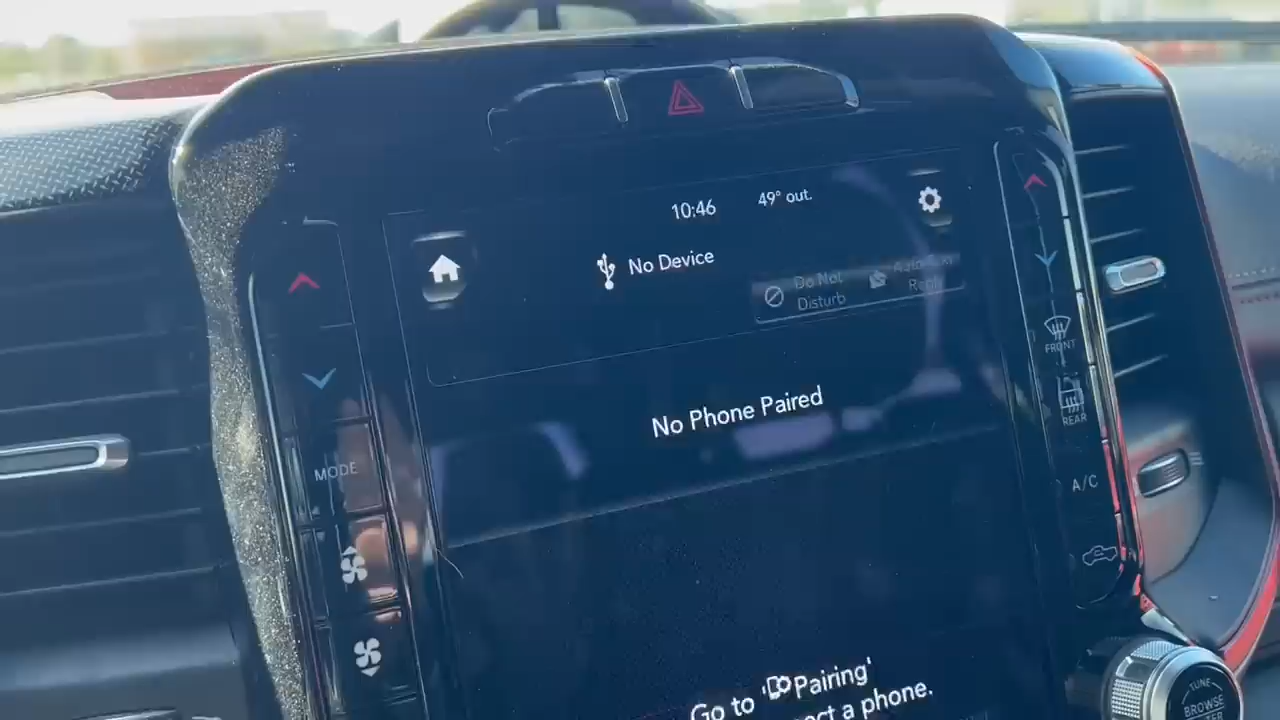 10:46 49° out.
No Device
Do Not
Disturb
Reply
No Phone Paired
Go to 'Pairing'
a phone.
MODE
FRONT
REAR
A/C
TUNE
BROWSE